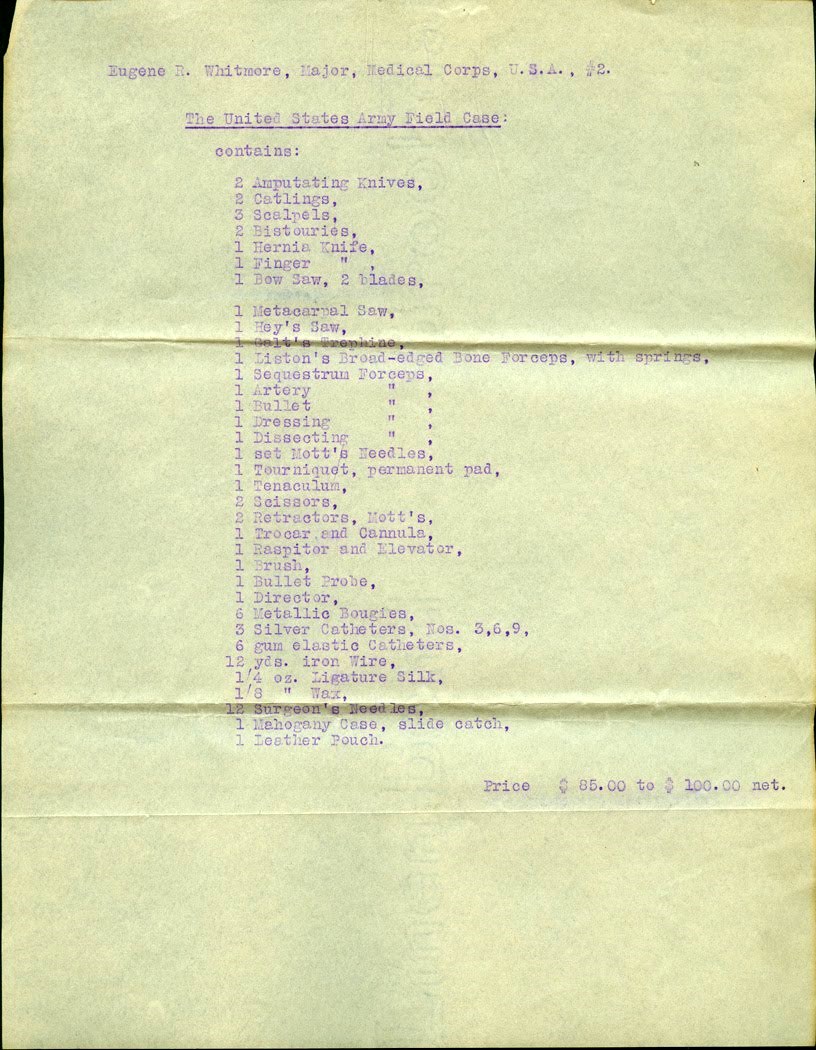 Eugene R. Whitmore, Major, Medical Corps, U.S.A., #2.
The United States Army Field Case:
contains:
2 Amputating Knives,
2 Catlings,
3 Scalpels,
2 Bistouries,
1 Hernia Knife,
1 Finger " ,
1 Bow Saw, 2 blades,
1 Metacarpal Saw,
1 Hey's Saw,
1 Galt's Trephine,
1 Liston's Broad-edged Bone Forceps, with springs,
1 Sequestrum Forceps,
1 Artery " ,
1 Bullet " ,
1 Dressing " ,
1 Dissecting " ,
1 set Mott's Needles,
1 Tourniquet, permanent pad,
1 Tenaculum,
2 Scissors,
2 Retractors, Mott's,
1 Trocar and Cannula,
1 Raspitor and Elevator,
1 Brush,
1 Bullet Probe,
1 Director,
6 Metallic Bougies,
3 Silver Catheters, Nos. 3,6,9,
6 gum elastic Catheters,
12 yds. iron Wire,
1/4 oz. Ligature Silk,
1/8 " Wax,
12 Surgeon's Needles,
1 Mahogany Case, slide catch,
1 Leather Pouch.
Price $ 85.00 to $ 100.00 net.